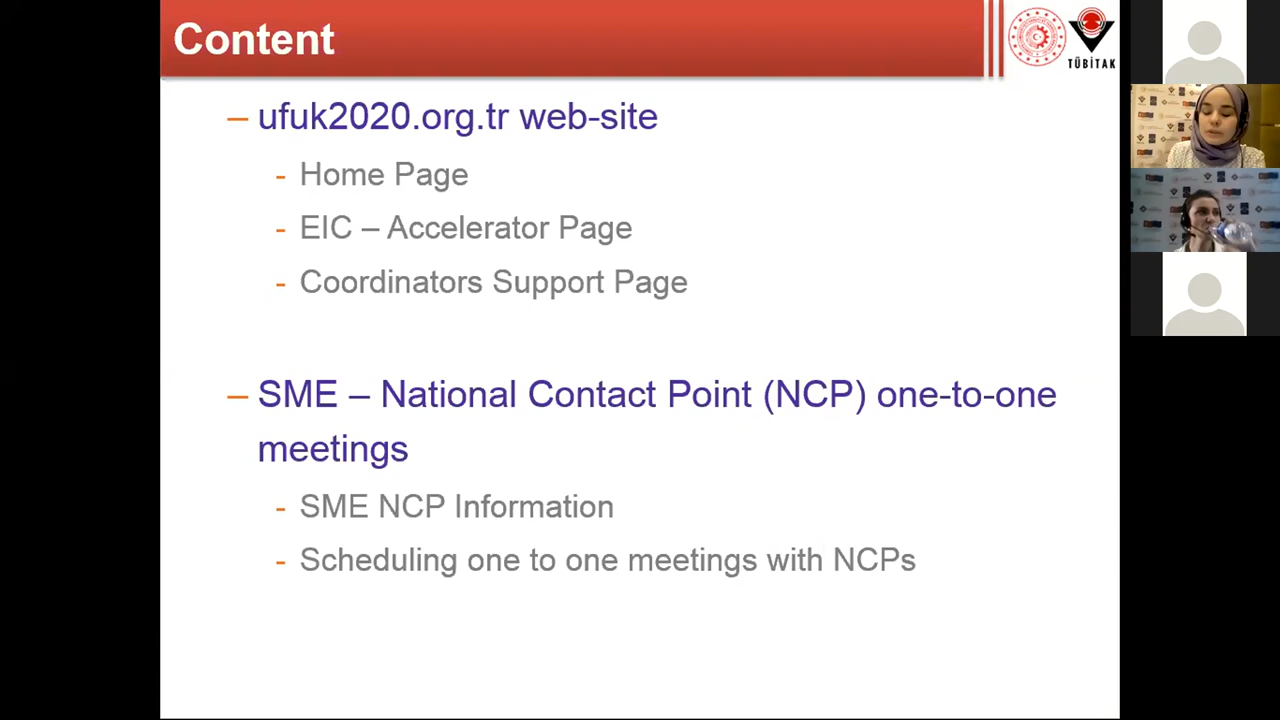 Content
TÜBİTAK
– ufuk2020.org.tr web-site
- Home Page
- EIC – Accelerator Page
- Coordinators Support Page
– SME – National Contact Point (NCP) one-to-one
meetings
- SME NCP Information
- Scheduling one to one meetings with NCPs